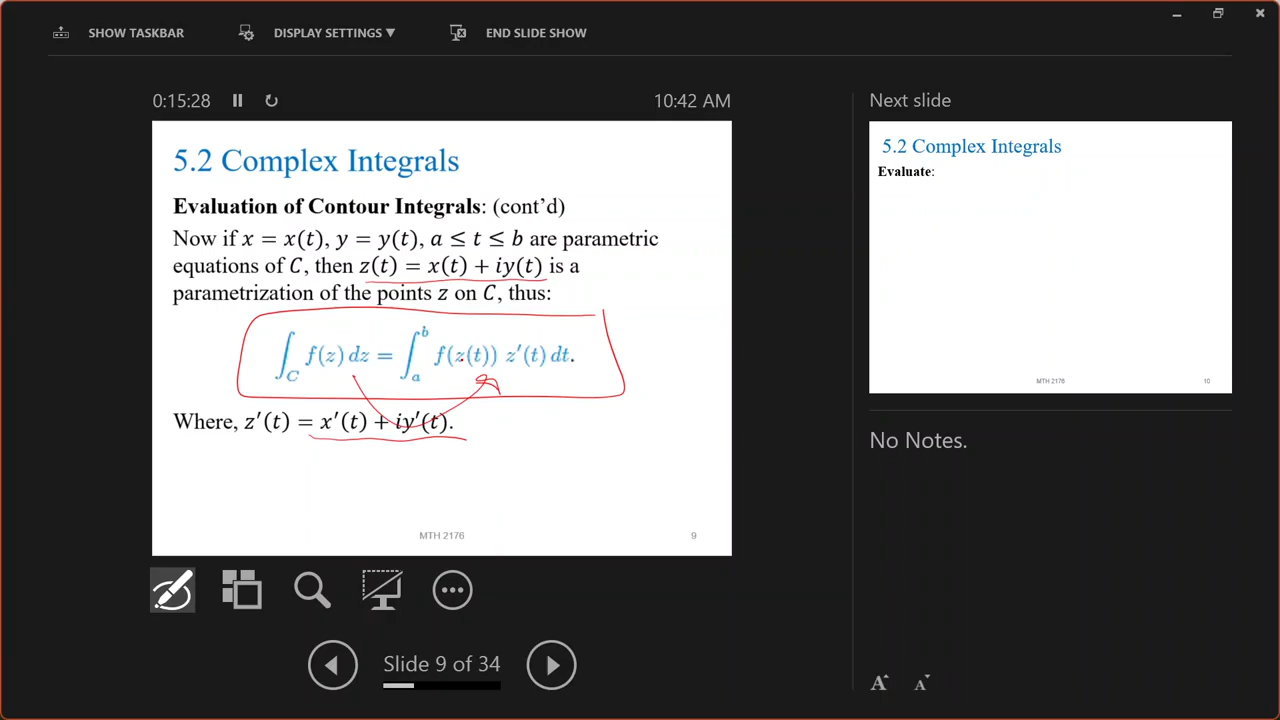 SHOW TASKBAR DISPLAY SETTINGS ▼ END SLIDE SHOW
0:15:28 10:42 AM
5.2 Complex Integrals
Evaluation of Contour Integrals: (cont’d)
Now if x = x(t), y = y(t), a ≤ t ≤ b are parametric
equations of C, then z(t) = x(t) + iy(t) is a
parametrization of the points z on C, thus:
∫_C f(z) dz = ∫_a^b f(z(t)) z′(t) dt.
Where, z′(t) = x′(t) + iy′(t).
MTH 2176 9
Slide 9 of 34
Next slide
5.2 Complex Integrals
Evaluate:
MTH 2176 10
No Notes.
A A